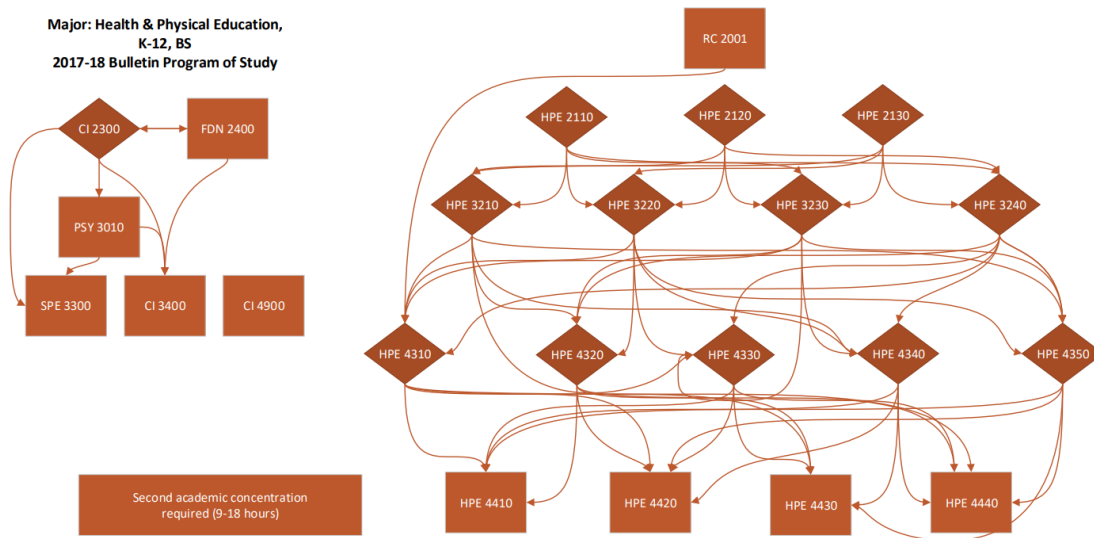 Major: Health & Physical Education,
K-12, BS
2017-18 Bulletin Program of Study
RC 2001
CI 2300
FDN 2400
HPE 2110
HPE 2120
HPE 2130
PSY 3010
HPE 3210
HPE 3220
HPE 3230
HPE 3240
SPE 3300
CI 3400
CI 4900
HPE 4310
HPE 4320
HPE 4330
HPE 4340
HPE 4350
HPE 4410
HPE 4420
HPE 4430
HPE 4440
Second academic concentration
required (9-18 hours)